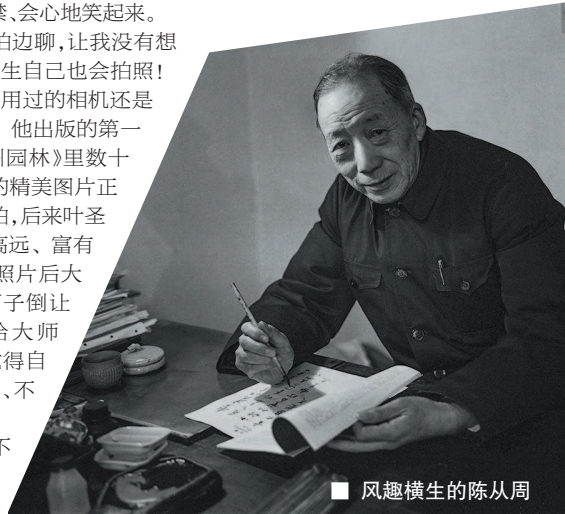 禁、会心地笑起来。
拍边聊，让我没有想
生自己也会拍照！
用过的相机还是
他出版的第一
州园林》里数十
的精美图片正
拍，后来叶圣
高远、富有
照片后大
子倒让
给大师
得自
、不
不
■ 风趣横生的陈从周